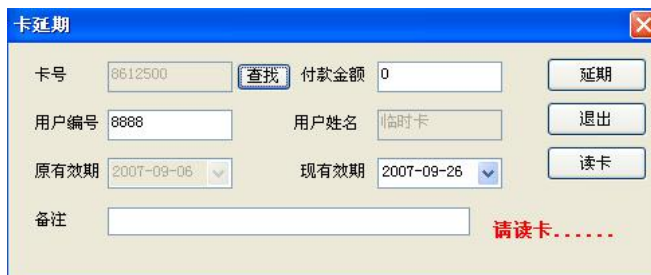 卡延期
卡号 8612500 查找 付款金额 0 延期
用户编号 8888 用户姓名 临时卡 退出
原有效期 2007-09-06 现有效期 2007-09-26 读卡
备注 请读卡......